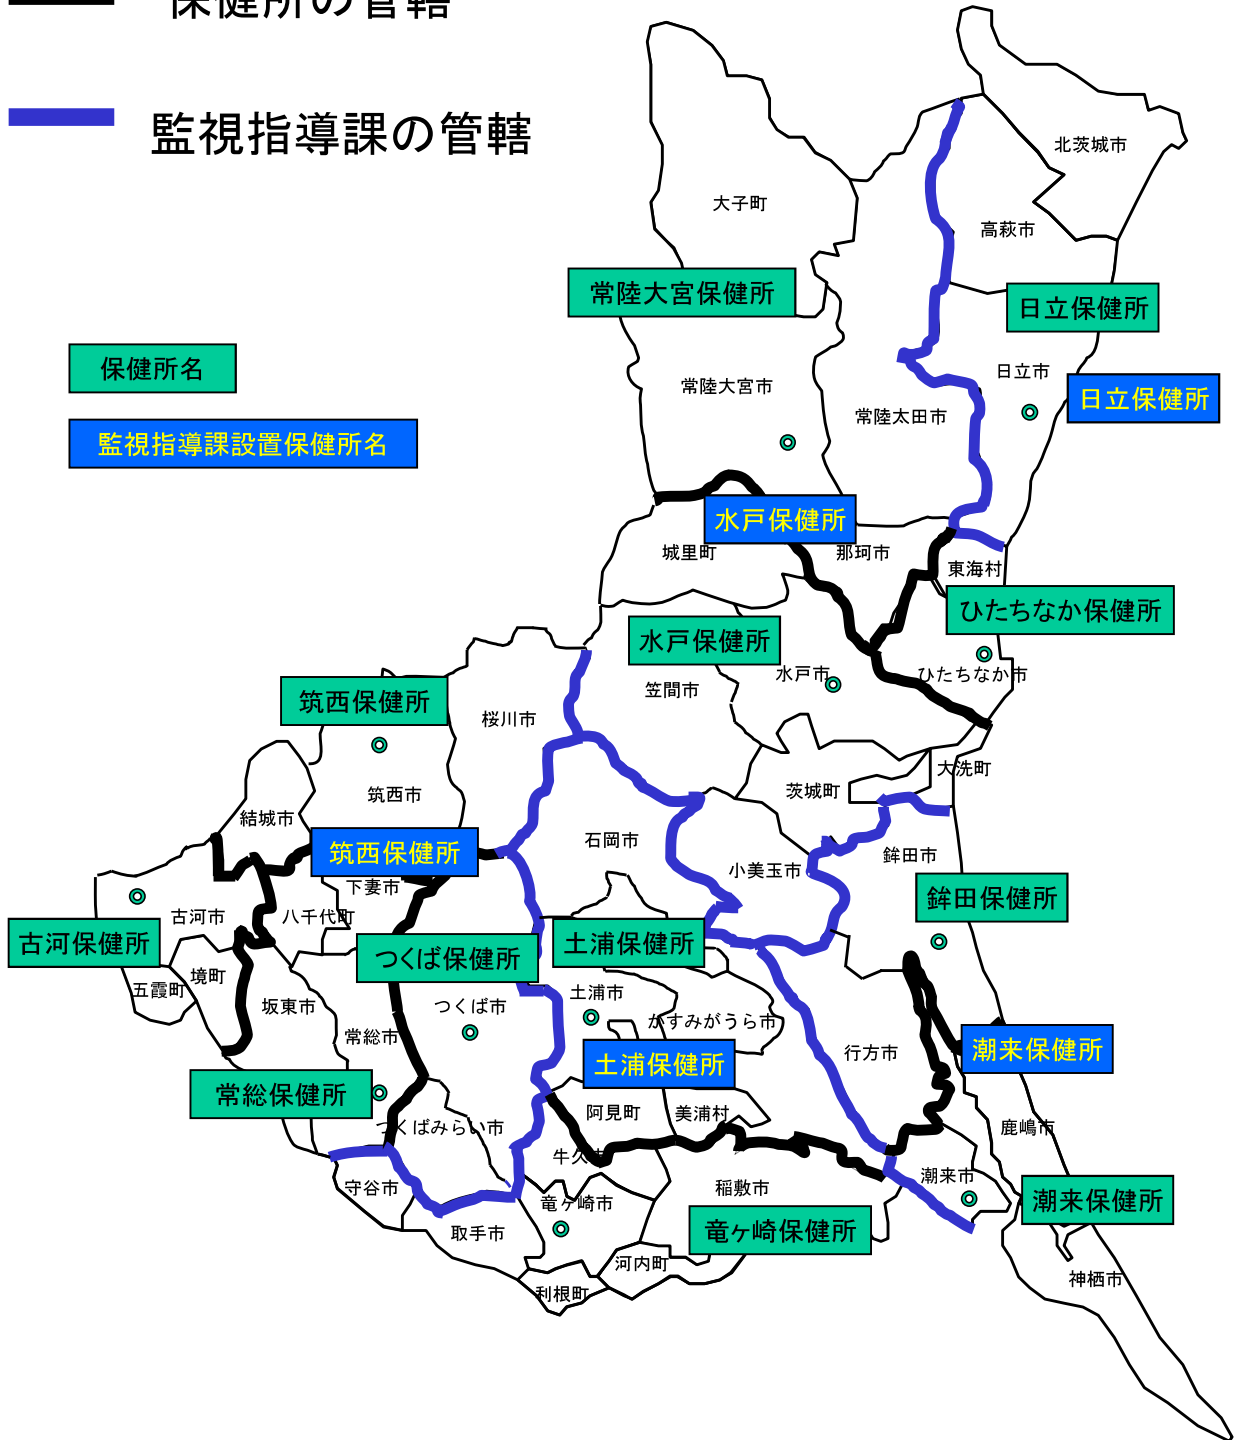 保健所の管轄
監視指導課の管轄
北茨城市
大子町
高萩市
常陸大宮保健所
日立保健所
保健所名
日立市
常陸大宮市
日立保健所
常陸太田市
監視指導課設置保健所名
水戸保健所
城里町
那珂市
東海村
ひたちなか保健所
水戸保健所
水戸市
ひたちなか市
笠間市
筑西保健所
桜川市
大洗町
茨城町
筑西市
結城市
石岡市
筑西保健所
鉾田市
小美玉市
下妻市
鉾田保健所
古河市
八千代町
古河保健所
つくば保健所
土浦保健所
境町
五霞町
坂東市
つくば市
土浦市
かすみがうら市
常総市
行方市
潮来保健所
土浦保健所
常総保健所
阿見町
美浦村
つくばみらい市
鹿嶋市
牛久市
潮来市
守谷市
稲敷市
竜ヶ崎市
潮来保健所
取手市
竜ヶ崎保健所
河内町
神栖市
利根町